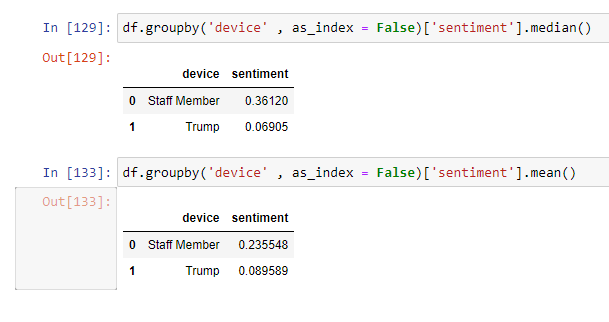 In [129]: df.groupby('device' , as_index = False)['sentiment'].median()
Out[129]:
device sentiment
0 Staff Member 0.36120
1 Trump 0.06905
In [133]: df.groupby('device' , as_index = False)['sentiment'].mean()
Out[133]:
device sentiment
0 Staff Member 0.235548
1 Trump 0.089589